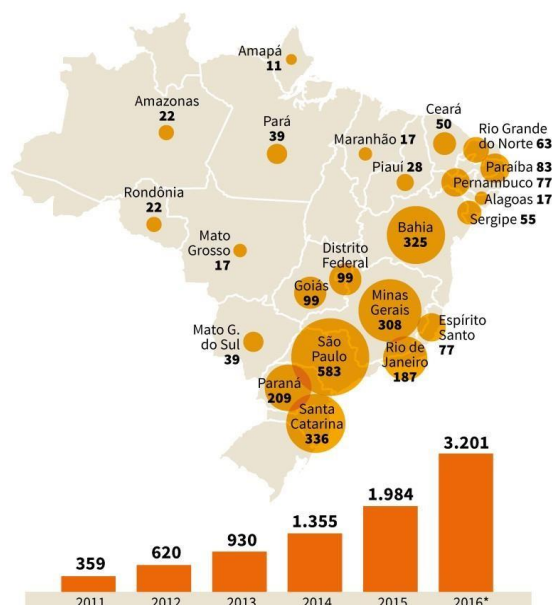 Amapá
11
Amazonas
22
Pará
39
Maranhão 17
Ceará
50
Rio Grande
do Norte 63
Piauí 28
Paraíba 83
Pernambuco 77
Alagoas 17
Sergipe 55
Rondônia
22
Mato
Grosso
17
Bahia
325
Distrito
Federal
99
Goiás
99
Minas
Gerais
308
Espírito
Santo
77
Mato G.
do Sul
39
São
Paulo
583
Rio de
Janeiro
187
Paraná
209
Santa
Catarina
336
359
620
930
1.355
1.984
3.201
2011
2012
2013
2014
2015
2016*